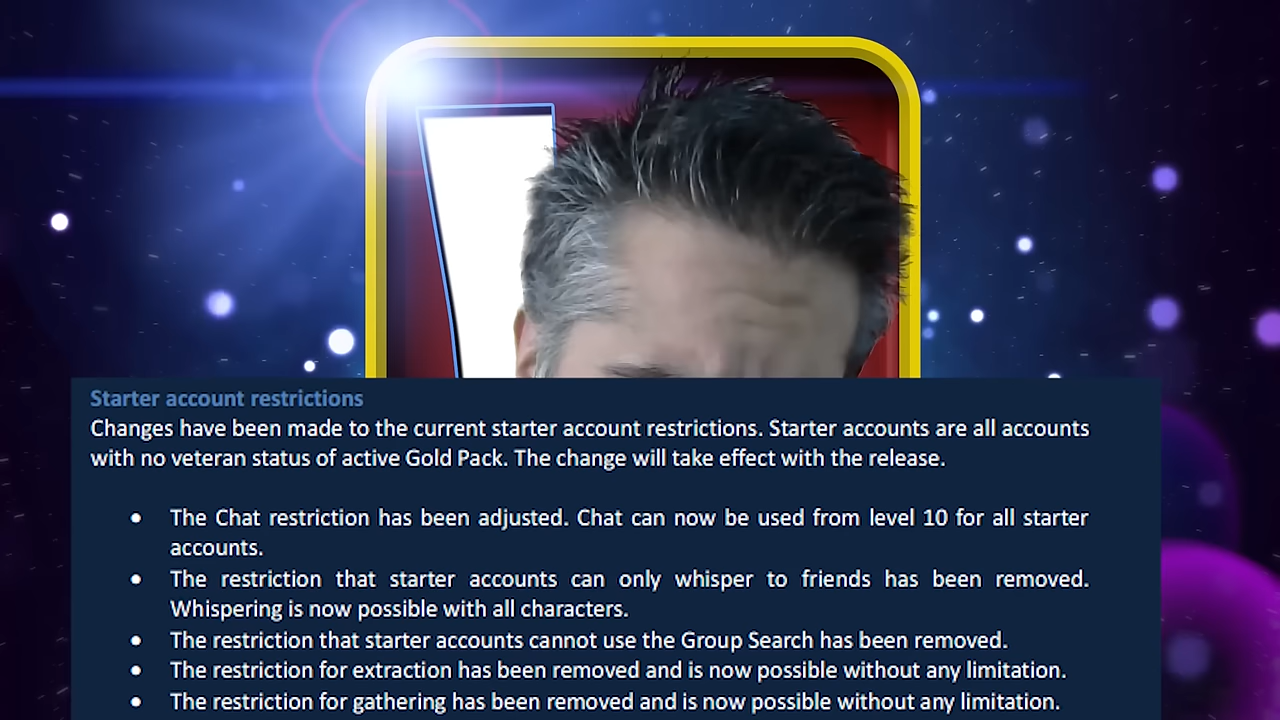 Starter account restrictions
Changes have been made to the current starter account restrictions. Starter accounts are all accounts
with no veteran status of active Gold Pack. The change will take effect with the release.
• The Chat restriction has been adjusted. Chat can now be used from level 10 for all starter
accounts.
• The restriction that starter accounts can only whisper to friends has been removed.
Whispering is now possible with all characters.
• The restriction that starter accounts cannot use the Group Search has been removed.
• The restriction for extraction has been removed and is now possible without any limitation.
• The restriction for gathering has been removed and is now possible without any limitation.